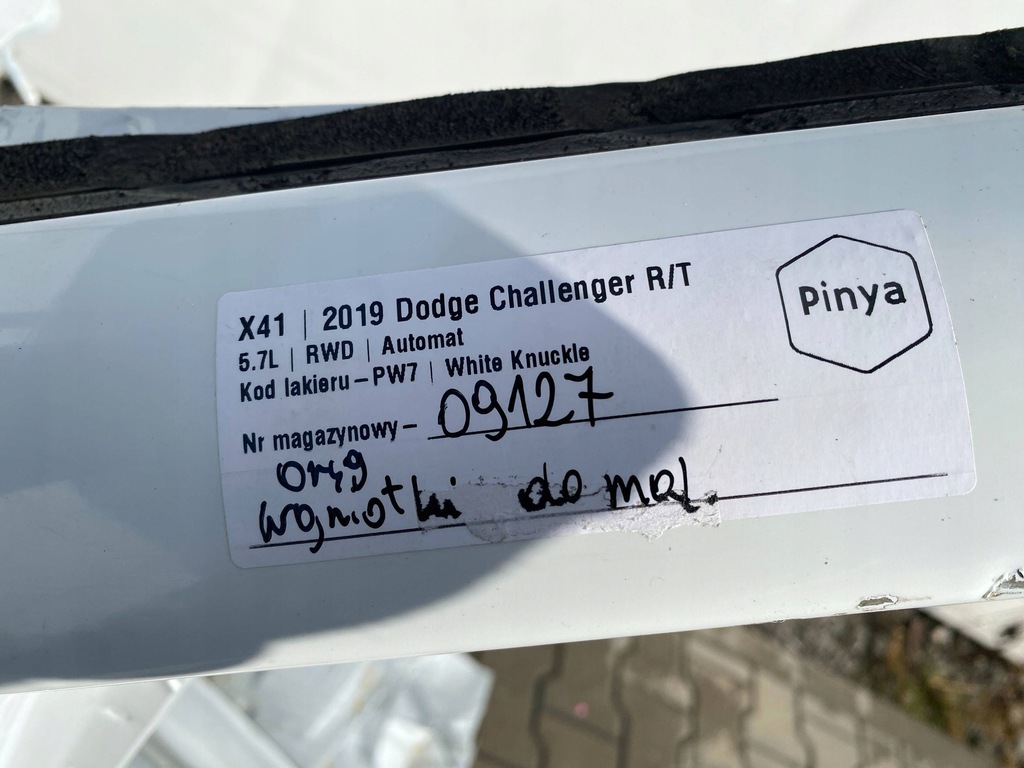 X41 | 2019 Dodge Challenger R/T
5.7L | RWD | Automat
Kod lakieru – PW7 | White Knuckle
Nr magazynowy – 09127
oryg
wgniotki do mal.
Pinya